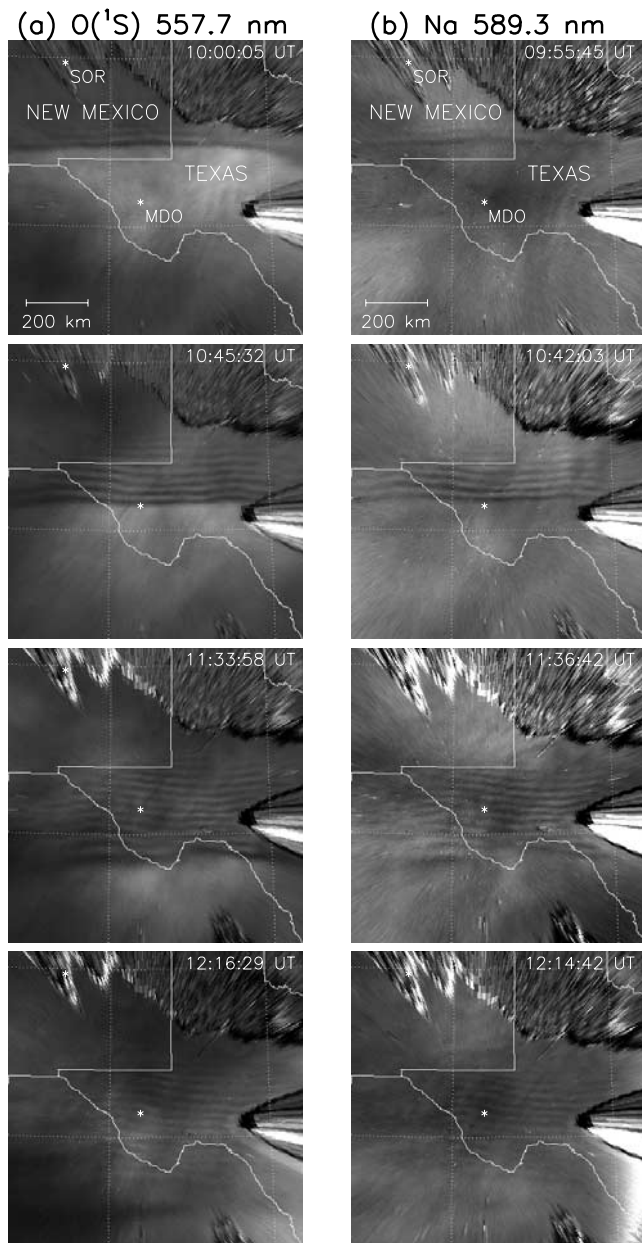 (a) O(¹S) 557.7 nm
(b) Na 589.3 nm
10:00:05 UT
SOR
NEW MEXICO
TEXAS
MDO
200 km
09:55:45 UT
SOR
NEW MEXICO
TEXAS
MDO
200 km
10:45:32 UT
10:42:03 UT
11:33:58 UT
11:36:42 UT
12:16:29 UT
12:14:42 UT